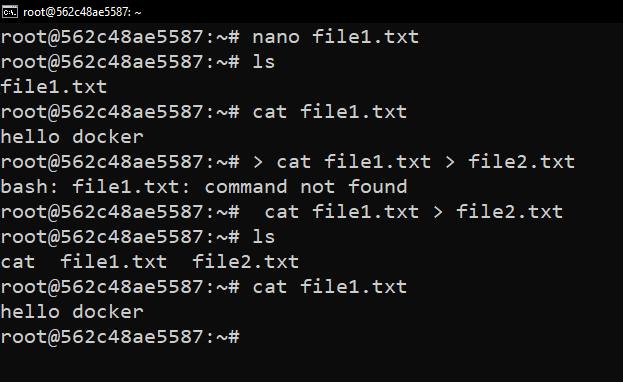 root@562c48ae5587: ~
root@562c48ae5587:~# nano file1.txt
root@562c48ae5587:~# ls
file1.txt
root@562c48ae5587:~# cat file1.txt
hello docker
root@562c48ae5587:~# > cat file1.txt > file2.txt
bash: file1.txt: command not found
root@562c48ae5587:~#  cat file1.txt > file2.txt
root@562c48ae5587:~# ls
cat  file1.txt  file2.txt
root@562c48ae5587:~# cat file1.txt
hello docker
root@562c48ae5587:~#